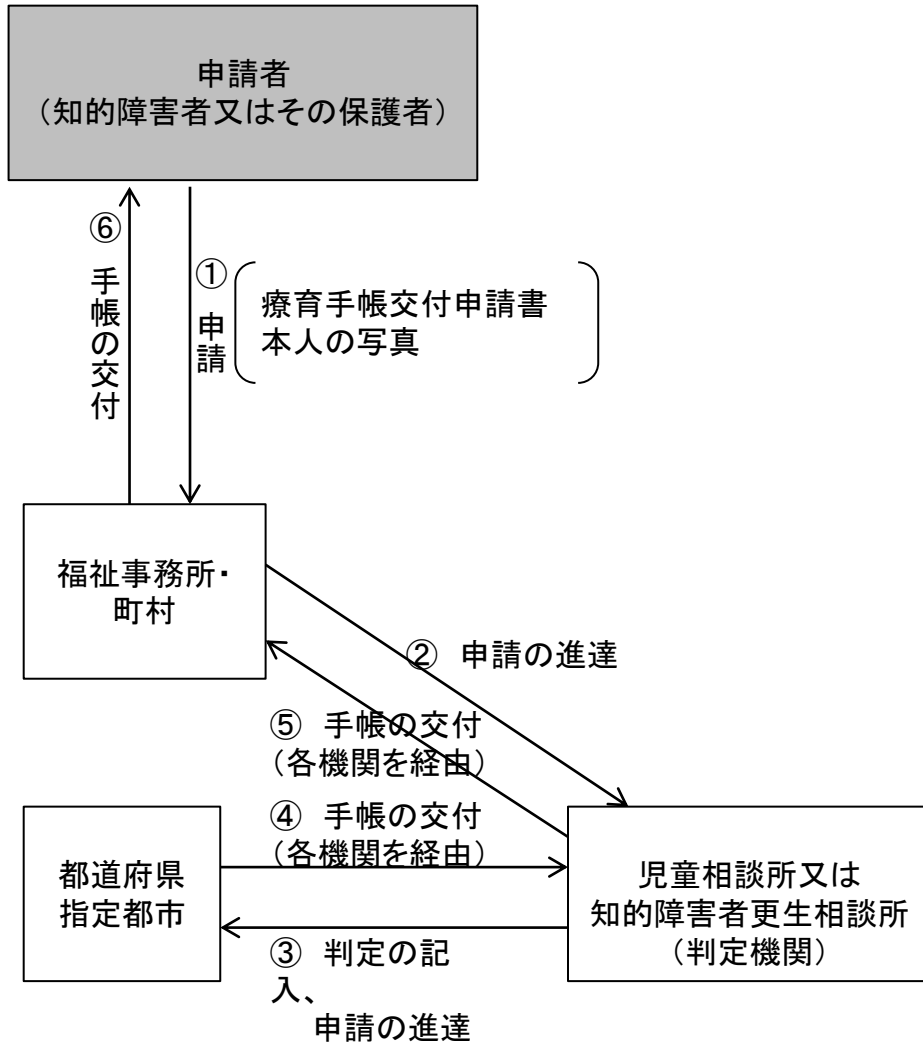 申請者
（知的障害者又はその保護者）
⑥ 手帳の交付
① 申請
療育手帳交付申請書
本人の写真
福祉事務所・
町村
② 申請の進達
⑤ 手帳の交付
（各機関を経由）
④ 手帳の交付
（各機関を経由）
都道府県
指定都市
児童相談所又は
知的障害者更生相談所
（判定機関）
③ 判定の記
入、
申請の進達